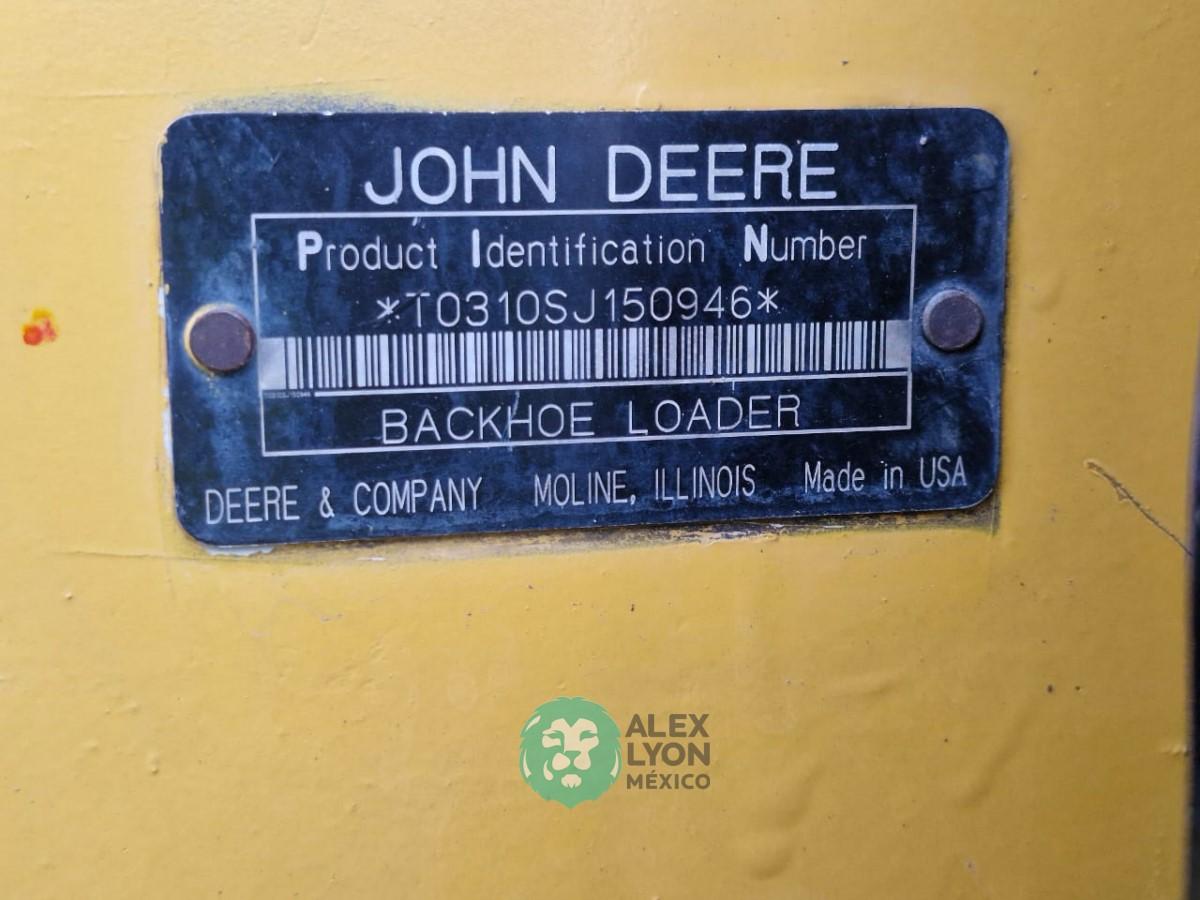 JOHN DEERE
Product Identification Number
*T0310SJ150946*
BACKHOE LOADER
DEERE & COMPANY MOLINE, ILLINOIS Made in USA
ALEX
LYON
MÉXICO